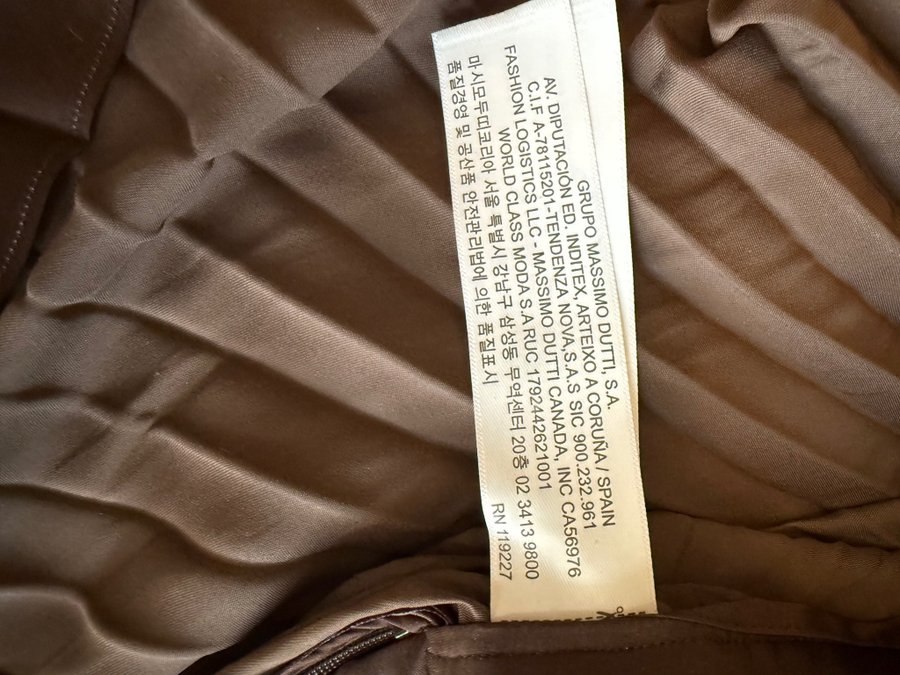 GRUPO MASSIMO DUTTI, S.A.
AV. DIPUTACIÓN ED. INDITEX, ARTEIXO A CORUÑA / SPAIN
C.I.F A-78115201-TENDENZA NOVA,S.A.S SIC 900.232.961
FASHION LOGISTICS LLC - MASSIMO DUTTI CANADA, INC CA56976
WORLD CLASS MODA S.A RUC 1792442621001
마시모두띠코리아 서울 특별시 강남구 삼성동 무역센터 20층 02 3413 9800
품질경영 및 공산품 안전관리법에 의한 품질표시
RN 119227